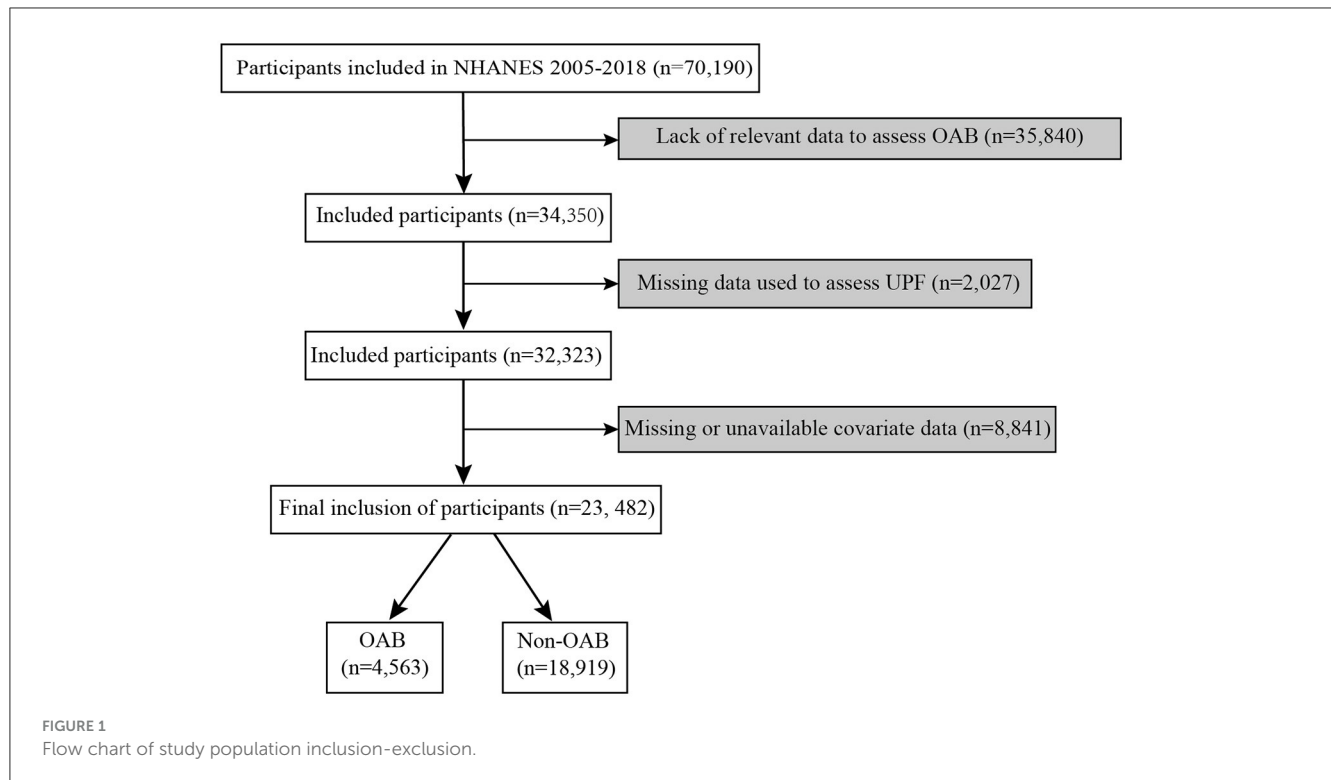 Participants included in NHANES 2005-2018 (n=70,190)
Lack of relevant data to assess OAB (n=35,840)
Included participants (n=34,350)
Missing data used to assess UPF (n=2,027)
Included participants (n=32,323)
Missing or unavailable covariate data (n=8,841)
Final inclusion of participants (n=23, 482)
OAB
(n=4,563)
Non-OAB
(n=18,919)
FIGURE 1
Flow chart of study population inclusion-exclusion.